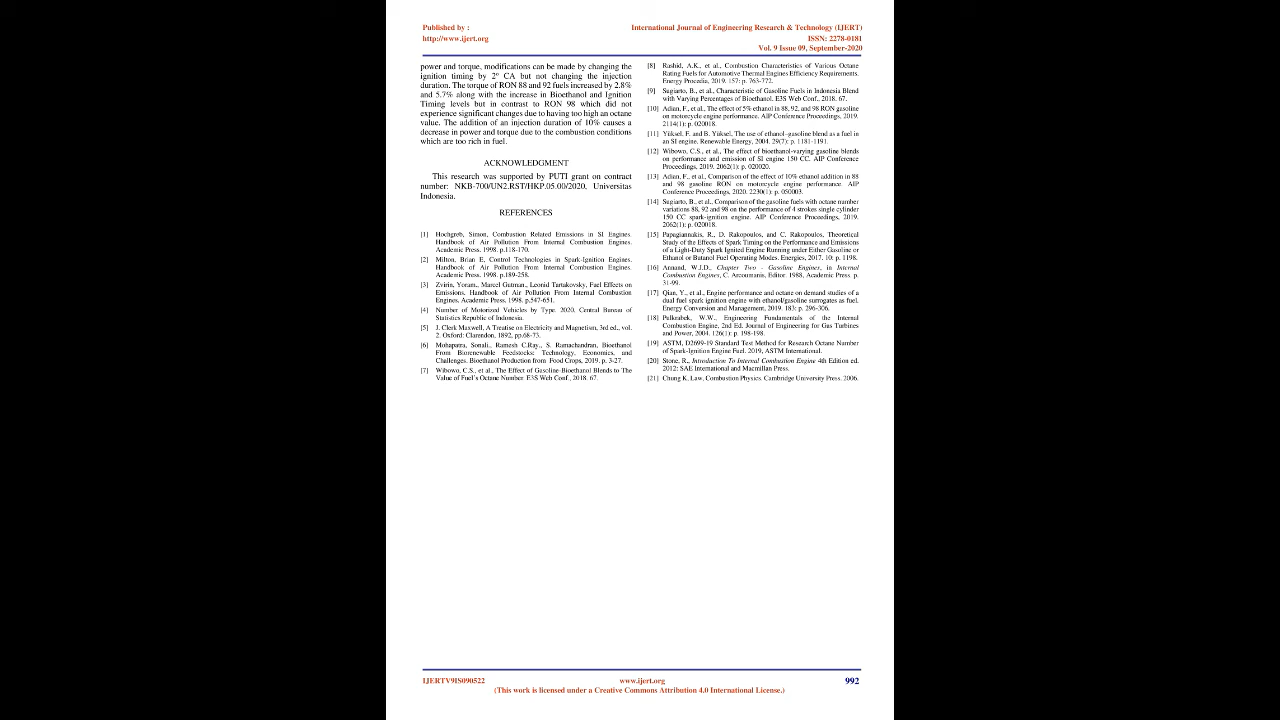 Published by :
http://www.ijert.org
International Journal of Engineering Research & Technology (IJERT)
ISSN: 2278-0181
Vol. 9 Issue 09, September-2020
power and torque, modifications can be made by changing the
ignition timing by 2° CA but not changing the injection
duration. The torque of RON 88 and 92 fuels increased by 2.8%
and 5.7% along with the increase in Bioethanol and Ignition
Timing levels but in contrast to RON 98 which did not
experience significant changes due to having too high an octane
value. The addition of an injection duration of 10% causes a
decrease in power and torque due to the combustion conditions
which are too rich in fuel.
ACKNOWLEDGMENT
This research was supported by PUTI grant on contract
number: NKB-700/UN2.RST/HKP.05.00/2020, Universitas
Indonesia.
REFERENCES
[1] Hochgreb, Simon, Combustion Related Emissions in SI Engines.
Handbook of Air Pollution From Internal Combustion Engines.
Academic Press. 1998. p.118-170.
[2] Milton, Brian E, Control Technologies in Spark-Ignition Engines.
Handbook of Air Pollution From Internal Combustion Engines.
Academic Press. 1998. p.189-258.
[3] Zvirin, Yoram., Marcel Gutman., Leonid Tartakovsky, Fuel Effects on
Emissions. Handbook of Air Pollution From Internal Combustion
Engines. Academic Press. 1998. p.547-651.
[4] Number of Motorized Vehicles by Type. 2020. Central Bureau of
Statistics Republic of Indonesia.
[5] J. Clerk Maxwell, A Treatise on Electricity and Magnetism, 3rd ed., vol.
2. Oxford: Clarendon, 1892, pp.68-73.
[6] Mohapatra, Sonali., Ramesh C.Ray., S. Ramachandran, Bioethanol
From Biorenewable Feedstocks: Technology, Economics, and
Challenges. Bioethanol Production from Food Crops, 2019. p. 3-27.
[7] Wibowo, C.S., et al., The Effect of Gasoline-Bioethanol Blends to The
Value of Fuel's Octane Number. E3S Web Conf., 2018. 67.
[8] Rashid, A.K., et al., Combustion Characteristics of Various Octane
Rating Fuels for Automotive Thermal Engines Efficiency Requirements.
Energy Procedia, 2019. 157: p. 763-772.
[9] Sugiarto, B., et al., Characteristic of Gasoline Fuels in Indonesia Blend
with Varying Percentages of Bioethanol. E3S Web Conf., 2018. 67.
[10] Adian, F., et al., The effect of 5% ethanol in 88, 92, and 98 RON gasoline
on motorcycle engine performance. AIP Conference Proceedings, 2019.
2114(1): p. 020018.
[11] Yüksel, F. and B. Yüksel, The use of ethanol–gasoline blend as a fuel in
an SI engine. Renewable Energy, 2004. 29(7): p. 1181-1191.
[12] Wibowo, C.S., et al., The effect of bioethanol-varying gasoline blends
on performance and emission of SI engine 150 CC. AIP Conference
Proceedings, 2019. 2062(1): p. 020020.
[13] Adian, F., et al., Comparison of the effect of 10% ethanol addition in 88
and 98 gasoline RON on motorcycle engine performance. AIP
Conference Proceedings, 2020. 2230(1): p. 050003.
[14] Sugiarto, B., et al., Comparison of the gasoline fuels with octane number
variations 88, 92 and 98 on the performance of 4 strokes single cylinder
150 CC spark-ignition engine. AIP Conference Proceedings, 2019.
2062(1): p. 020018.
[15] Papagiannakis, R., D. Rakopoulos, and C. Rakopoulos, Theoretical
Study of the Effects of Spark Timing on the Performance and Emissions
of a Light-Duty Spark Ignited Engine Running under Either Gasoline or
Ethanol or Butanol Fuel Operating Modes. Energies, 2017. 10: p. 1198.
[16] Annand, W.J.D., Chapter Two - Gasoline Engines, in Internal
Combustion Engines, C. Arcoumanis, Editor. 1988, Academic Press. p.
31-99.
[17] Qian, Y., et al., Engine performance and octane on demand studies of a
dual fuel spark ignition engine with ethanol/gasoline surrogates as fuel.
Energy Conversion and Management, 2019. 183: p. 296-306.
[18] Pulkrabek, W.W., Engineering Fundamentals of the Internal
Combustion Engine, 2nd Ed. Journal of Engineering for Gas Turbines
and Power, 2004. 126(1): p. 198-198.
[19] ASTM, D2699-19 Standard Test Method for Research Octane Number
of Spark-Ignition Engine Fuel. 2019, ASTM International.
[20] Stone, R., Introduction To Internal Combustion Engine 4th Edition ed.
2012: SAE International and Macmillan Press.
[21] Chung K. Law, Combustion Physics. Cambridge University Press. 2006.
IJERTV9IS090522
www.ijert.org
992
(This work is licensed under a Creative Commons Attribution 4.0 International License.)